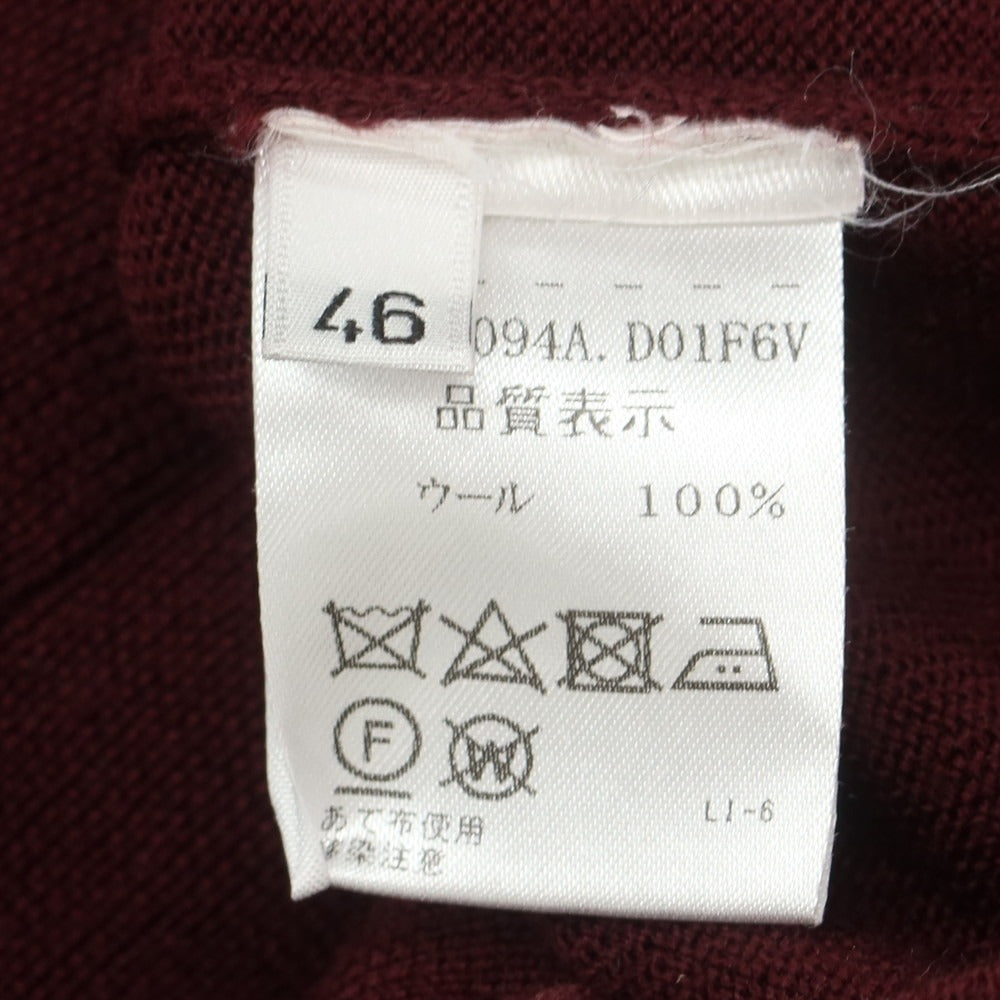 46
094A. D01F6V
品質表示
ウール 100%
F W
LI-6
あて布使用
染注意